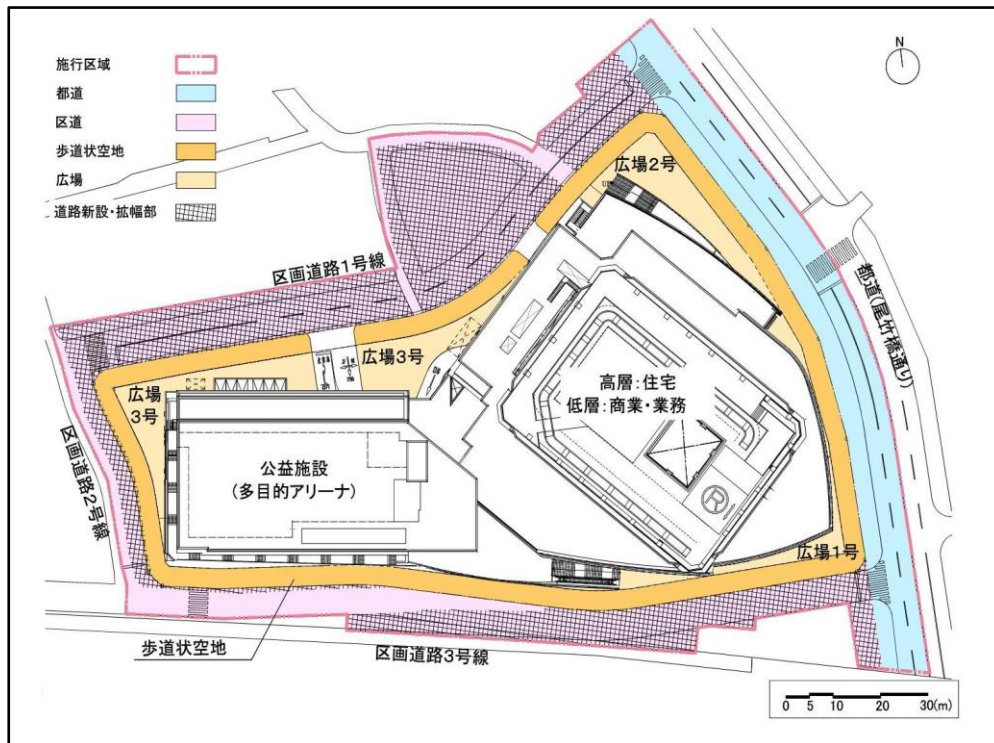 施行区域
都道
区道
歩道状空地
広場
道路新設・拡幅部
N
広場2号
区画道路1号線
都道(尾竹橋通り)
広場3号
高層:住宅
低層:商業・業務
広場
3号
公益施設
(多目的アリーナ)
区画道路2号線
R
広場1号
歩道状空地
区画道路3号線
0 5 10 20 30(m)